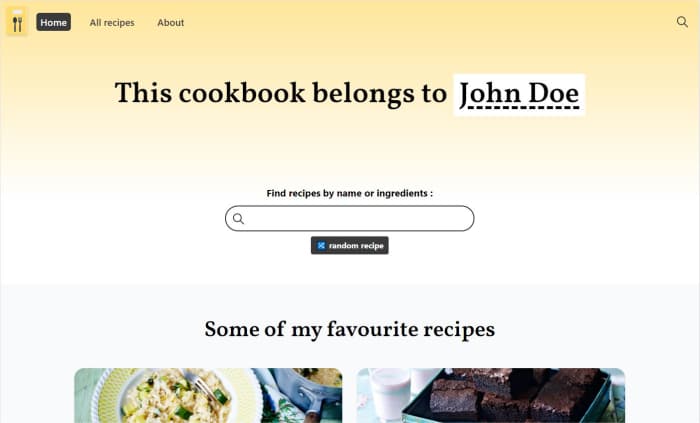 Home All recipes About
This cookbook belongs to John Doe
Find recipes by name or ingredients :
random recipe
Some of my favourite recipes